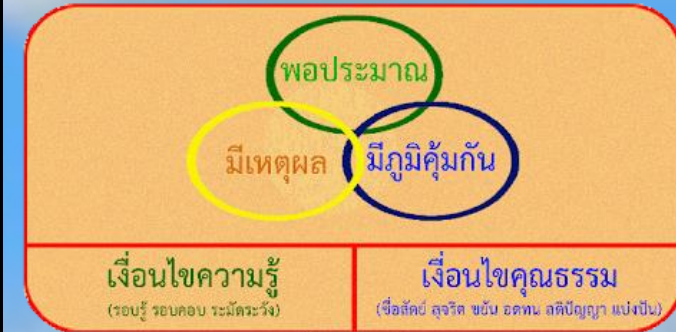 พอประมาณ
มีเหตุผล มีภูมิคุ้มกัน
เงื่อนไขความรู้ เงื่อนไขคุณธรรม
(รอบรู้ รอบคอบ ระมัดระวัง) (ซื่อสัตย์ สุจริต ขยัน อดทน สติปัญญา แบ่งปัน)